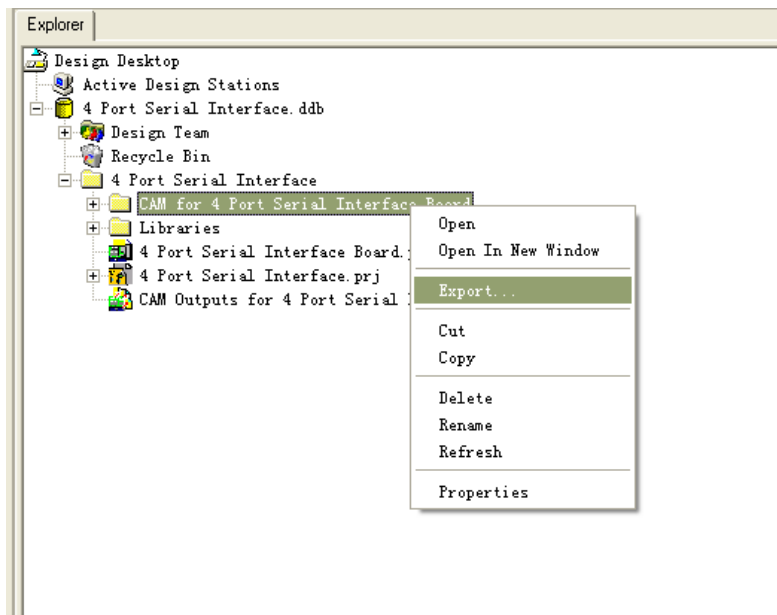 Explorer
Design Desktop
Active Design Stations
4 Port Serial Interface.ddb
Design Team
Recycle Bin
4 Port Serial Interface
CAM for 4 Port Serial Interface Board
Libraries
4 Port Serial Interface Board.
4 Port Serial Interface.prj
CAM Outputs for 4 Port Serial
Open
Open In New Window
Export...
Cut
Copy
Delete
Rename
Refresh
Properties